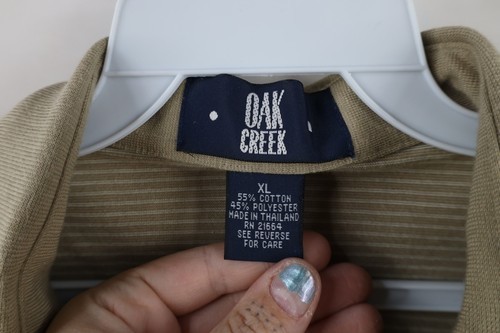 OAK
CREEK
XL
55% COTTON
45% POLYESTER
MADE IN THAILAND
RN 21664
SEE REVERSE
FOR CARE